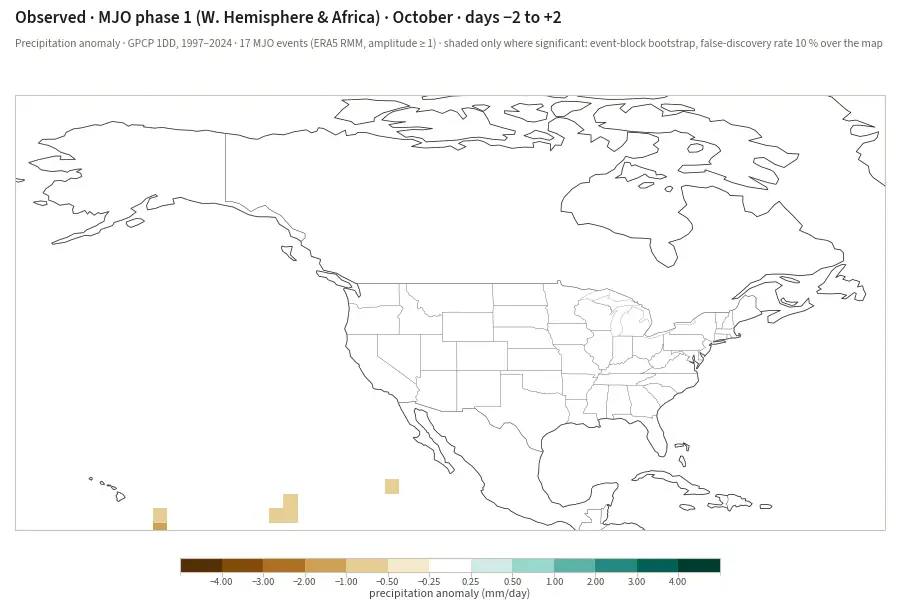 Observed · MJO phase 1 (W. Hemisphere & Africa) · October · days −2 to +2
Precipitation anomaly · GPCP 1DD, 1997–2024 · 17 MJO events (ERA5 RMM, amplitude ≥ 1) · shaded only where significant: event-block bootstrap, false-discovery rate 10 % over the map
−4.00 −3.00 −2.00 −1.00 −0.50 −0.25 0.25 0.50 1.00 2.00 3.00 4.00
precipitation anomaly (mm/day)